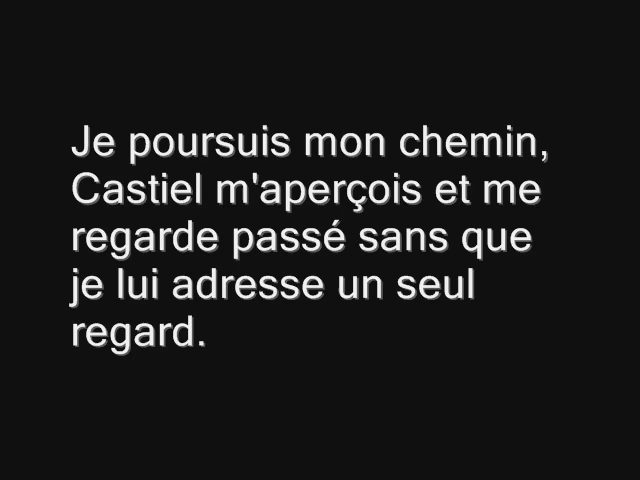 Je poursuis mon chemin,
Castiel m'aperçois et me
regarde passé sans que
je lui adresse un seul
regard.